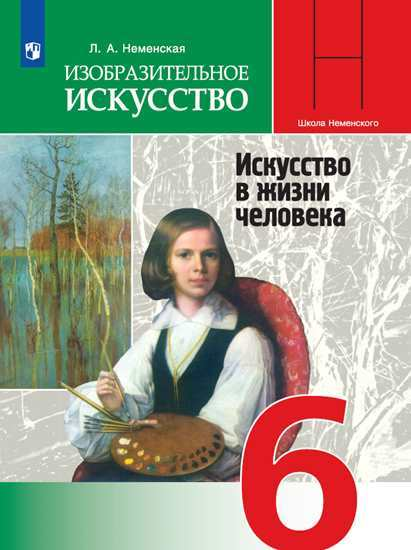 Л. А. Неменская
ИЗОБРАЗИТЕЛЬНОЕ
ИСКУССТВО
Школа Неменского
Искусство
в жизни
человека
6